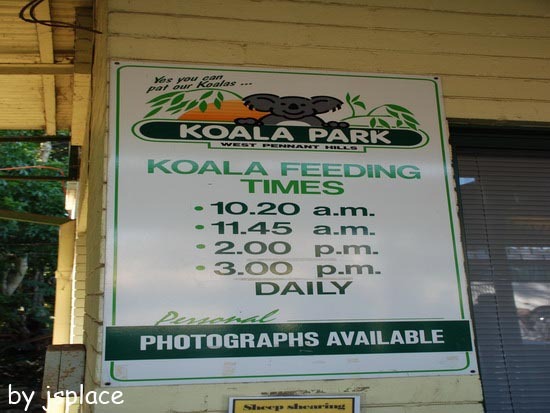 Yes you can
pat our Koalas ...
KOALA PARK
WEST PENNANT HILLS
KOALA FEEDING
TIMES
• 10.20 a.m.
• 11.45 a.m.
• 2.00 p.m.
• 3.00 p.m.
DAILY
Personal
PHOTOGRAPHS AVAILABLE
Sheep shearing
by jsplace